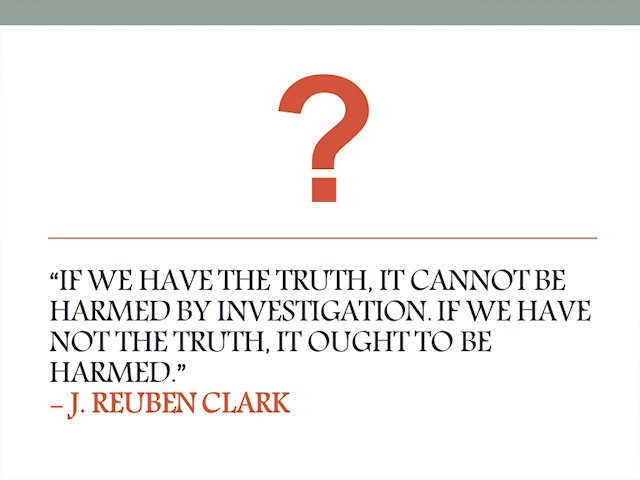 ?
“IF WE HAVE THE TRUTH, IT CANNOT BE
HARMED BY INVESTIGATION. IF WE HAVE
NOT THE TRUTH, IT OUGHT TO BE
HARMED.”
– J. REUBEN CLARK